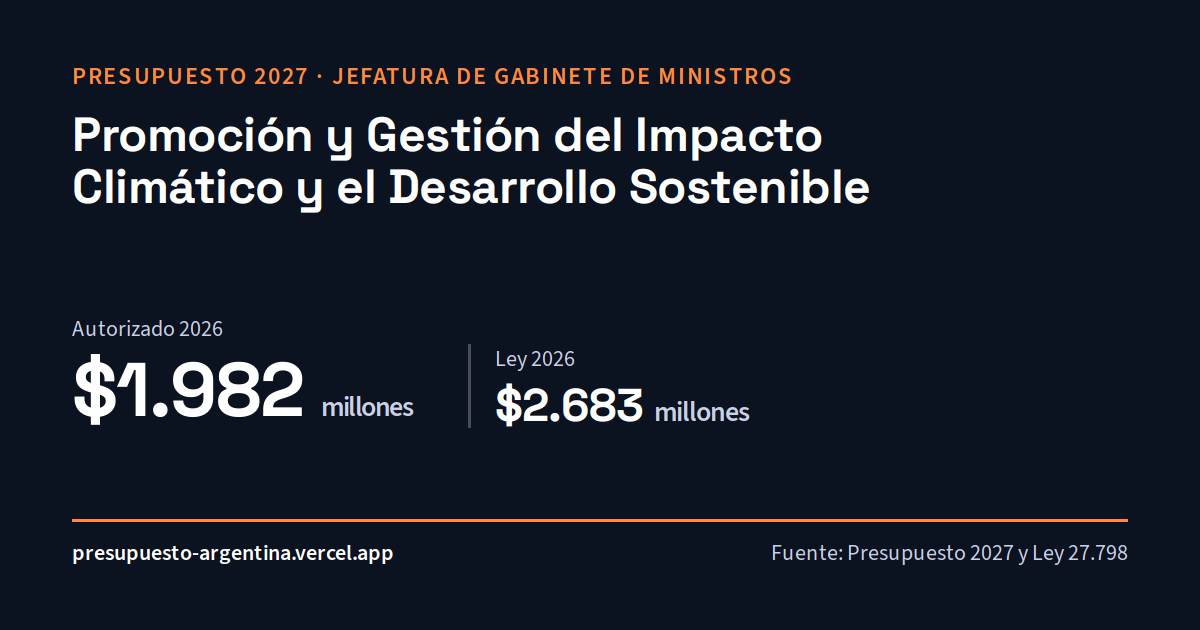 PRESUPUESTO 2027 · JEFATURA DE GABINETE DE MINISTROS
Promoción y Gestión del Impacto
Climático y el Desarrollo Sostenible
Autorizado 2026
$1.982 millones
Ley 2026
$2.683 millones
presupuesto-argentina.vercel.app
Fuente: Presupuesto 2027 y Ley 27.798